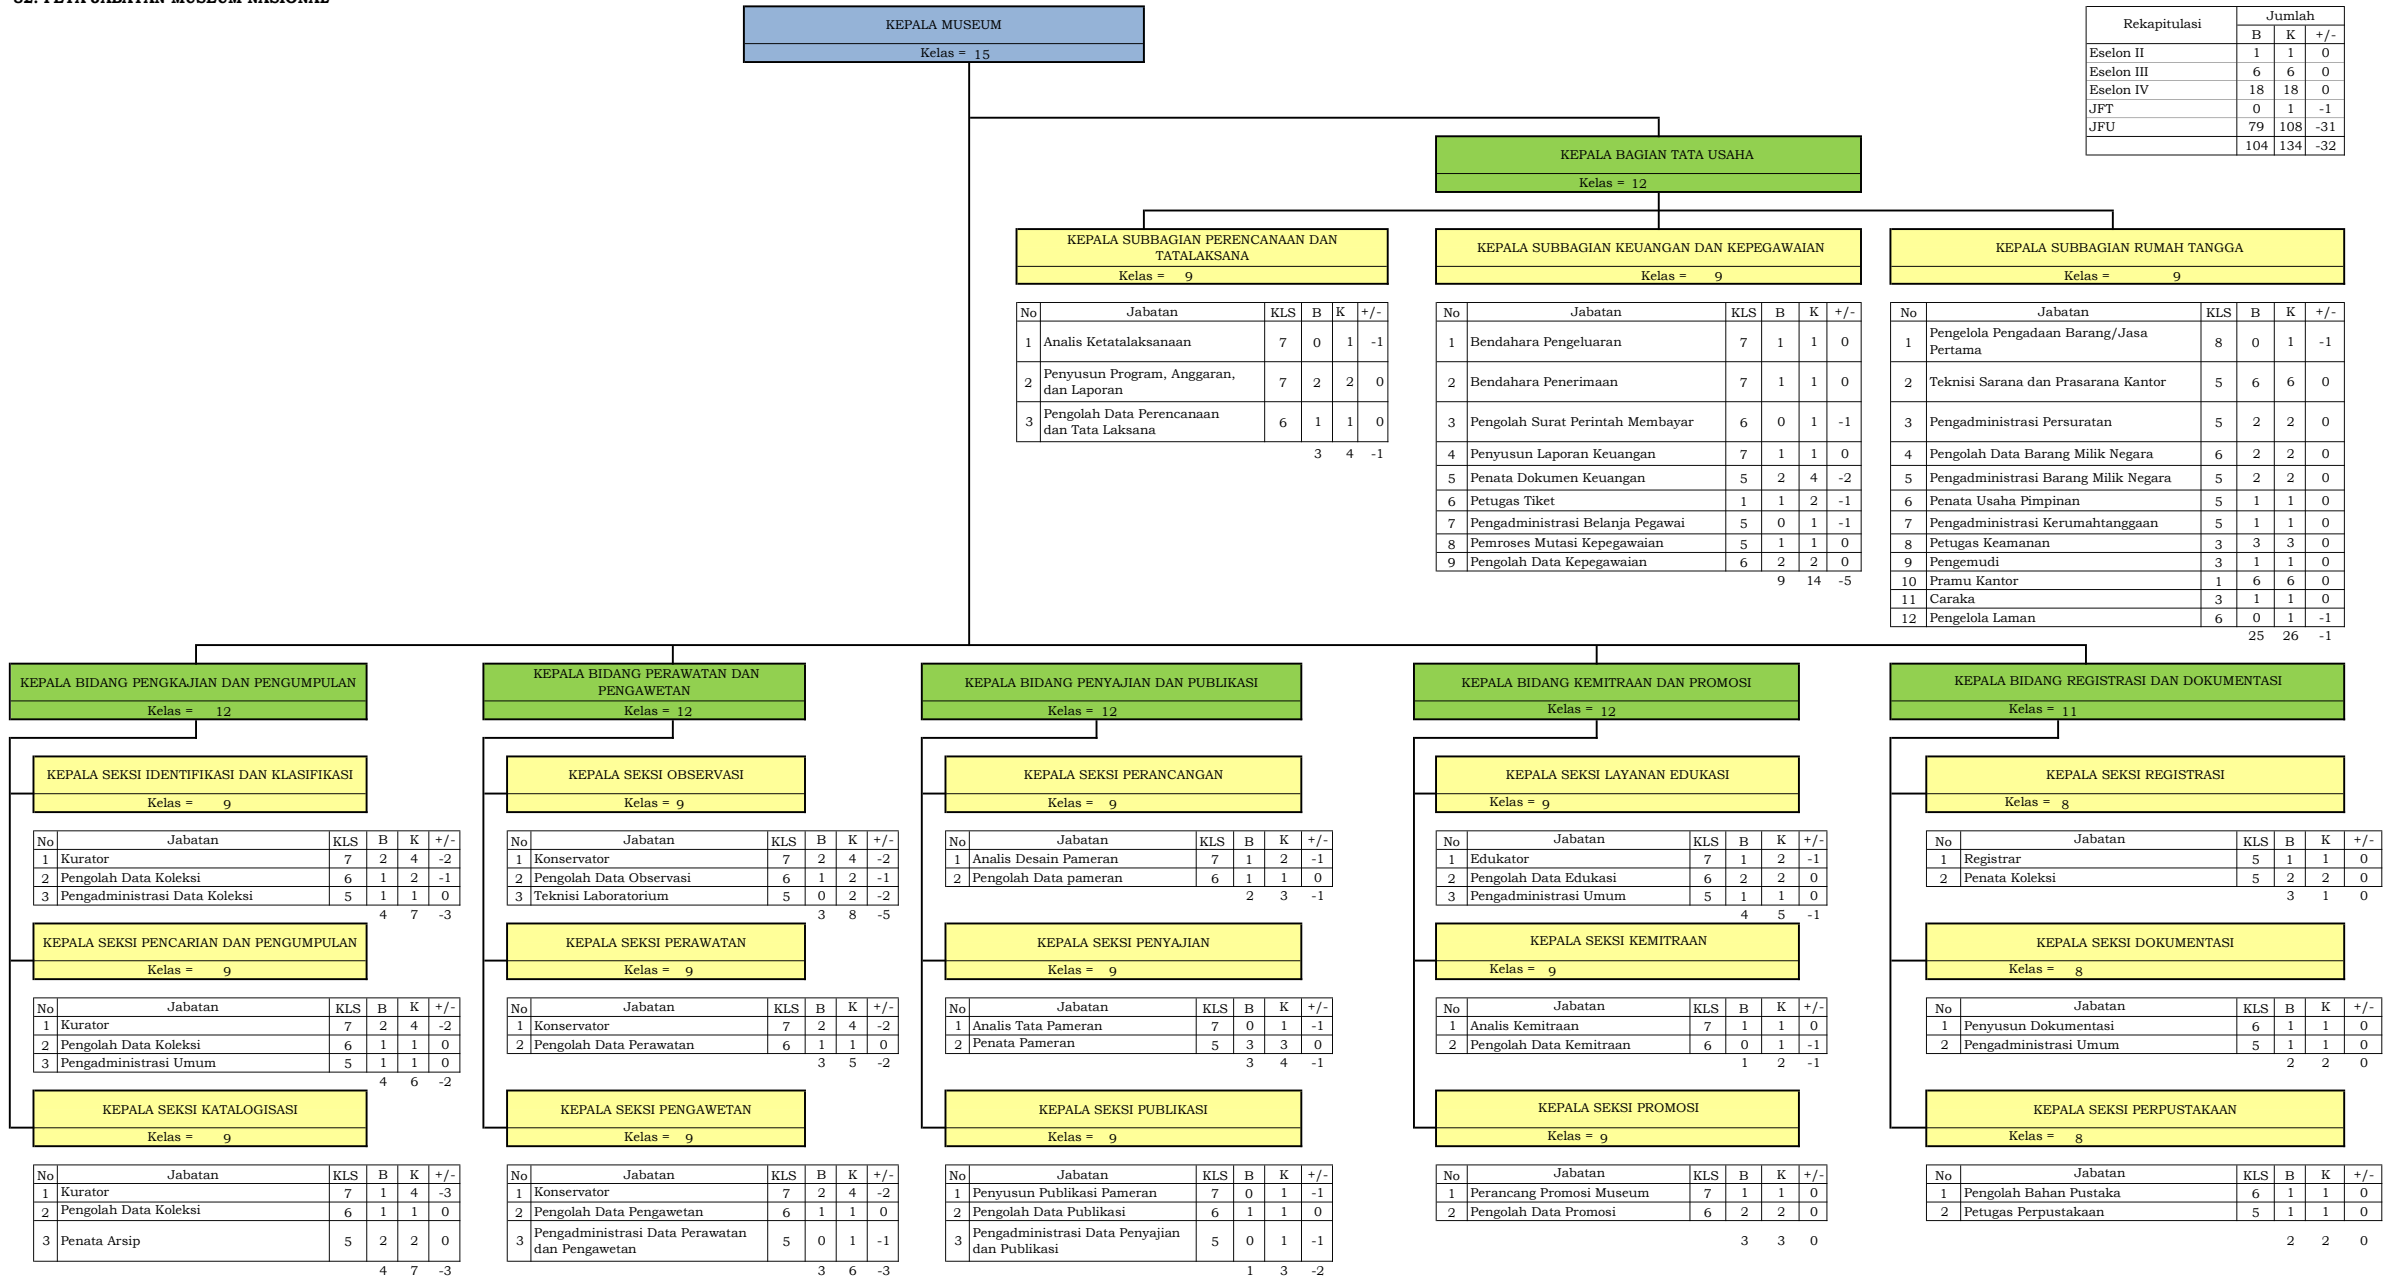 KEPALA MUSEUM
Kelas = 15
Rekapitulasi Jumlah
B K +/-
Eselon II 1 1 0
Eselon III 6 6 0
Eselon IV 18 18 0
JFT 0 1 -1
JFU 79 108 -31
104 134 -32
KEPALA BAGIAN TATA USAHA
Kelas = 12
KEPALA SUBBAGIAN PERENCANAAN DAN
TATALAKSANA
Kelas = 9
No Jabatan KLS B K +/-
1 Analis Ketatalaksanaan 7 0 1 -1
2 Penyusun Program, Anggaran,
dan Laporan 7 2 2 0
3 Pengolah Data Perencanaan
dan Tata Laksana 6 1 1 0
3 4 -1
KEPALA SUBBAGIAN KEUANGAN DAN KEPEGAWAIAN
Kelas = 9
No Jabatan KLS B K +/-
1 Bendahara Pengeluaran 7 1 1 0
2 Bendahara Penerimaan 7 1 1 0
3 Pengolah Surat Perintah Membayar 6 0 1 -1
4 Penyusun Laporan Keuangan 7 1 1 0
5 Penata Dokumen Keuangan 5 2 4 -2
6 Petugas Tiket 1 1 2 -1
7 Pengadministrasi Belanja Pegawai 5 0 1 -1
8 Pemroses Mutasi Kepegawaian 5 1 1 0
9 Pengolah Data Kepegawaian 6 2 2 0
9 14 -5
KEPALA SUBBAGIAN RUMAH TANGGA
Kelas = 9
No Jabatan KLS B K +/-
1 Pengelola Pengadaan Barang/Jasa
Pertama 8 0 1 -1
2 Teknisi Sarana dan Prasarana Kantor 5 6 6 0
3 Pengadministrasi Persuratan 5 2 2 0
4 Pengolah Data Barang Milik Negara 6 2 2 0
5 Pengadministrasi Barang Milik Negara 5 2 2 0
6 Penata Usaha Pimpinan 5 1 1 0
7 Pengadministrasi Kerumahtanggaan 5 1 1 0
8 Petugas Keamanan 3 3 3 0
9 Pengemudi 3 1 1 0
10 Pramu Kantor 1 6 6 0
11 Caraka 3 1 1 0
12 Pengelola Laman 6 0 1 -1
25 26 -1
KEPALA BIDANG PENGKAJIAN DAN PENGUMPULAN
Kelas = 12
KEPALA SEKSI IDENTIFIKASI DAN KLASIFIKASI
Kelas = 9
No Jabatan KLS B K +/-
1 Kurator 7 2 4 -2
2 Pengolah Data Koleksi 6 1 2 -1
3 Pengadministrasi Data Koleksi 5 1 1 0
4 7 -3
KEPALA SEKSI PENCARIAN DAN PENGUMPULAN
Kelas = 9
No Jabatan KLS B K +/-
1 Kurator 7 2 4 -2
2 Pengolah Data Koleksi 6 1 1 0
3 Pengadministrasi Umum 5 1 1 0
4 6 -2
KEPALA SEKSI KATALOGISASI
Kelas = 9
No Jabatan KLS B K +/-
1 Kurator 7 1 4 -3
2 Pengolah Data Koleksi 6 1 1 0
3 Penata Arsip 5 2 2 0
4 7 -3
KEPALA BIDANG PERAWATAN DAN
PENGAWETAN
Kelas = 12
KEPALA SEKSI OBSERVASI
Kelas = 9
No Jabatan KLS B K +/-
1 Konservator 7 2 4 -2
2 Pengolah Data Observasi 6 1 2 -1
3 Teknisi Laboratorium 5 0 2 -2
3 8 -5
KEPALA SEKSI PERAWATAN
Kelas = 9
No Jabatan KLS B K +/-
1 Konservator 7 2 4 -2
2 Pengolah Data Perawatan 6 1 1 0
3 5 -2
KEPALA SEKSI PENGAWETAN
Kelas = 9
No Jabatan KLS B K +/-
1 Konservator 7 2 4 -2
2 Pengolah Data Pengawetan 6 1 1 0
3 Pengadministrasi Data Perawatan
dan Pengawetan 5 0 1 -1
3 6 -3
KEPALA BIDANG PENYAJIAN DAN PUBLIKASI
Kelas = 12
KEPALA SEKSI PERANCANGAN
Kelas = 9
No Jabatan KLS B K +/-
1 Analis Desain Pameran 7 1 2 -1
2 Pengolah Data pameran 6 1 1 0
2 3 -1
KEPALA SEKSI PENYAJIAN
Kelas = 9
No Jabatan KLS B K +/-
1 Analis Tata Pameran 7 0 1 -1
2 Penata Pameran 5 3 3 0
3 4 -1
KEPALA SEKSI PUBLIKASI
Kelas = 9
No Jabatan KLS B K +/-
1 Penyusun Publikasi Pameran 7 0 1 -1
2 Pengolah Data Publikasi 6 1 1 0
3 Pengadministrasi Data Penyajian
dan Publikasi 5 0 1 -1
1 3 -2
KEPALA BIDANG KEMITRAAN DAN PROMOSI
Kelas = 12
KEPALA SEKSI LAYANAN EDUKASI
Kelas = 9
No Jabatan KLS B K +/-
1 Edukator 7 1 2 -1
2 Pengolah Data Edukasi 6 2 2 0
3 Pengadministrasi Umum 5 1 1 0
4 5 -1
KEPALA SEKSI KEMITRAAN
Kelas = 9
No Jabatan KLS B K +/-
1 Analis Kemitraan 7 1 1 0
2 Pengolah Data Kemitraan 6 0 1 -1
1 2 -1
KEPALA SEKSI PROMOSI
Kelas = 9
No Jabatan KLS B K +/-
1 Perancang Promosi Museum 7 1 1 0
2 Pengolah Data Promosi 6 2 2 0
3 3 0
KEPALA BIDANG REGISTRASI DAN DOKUMENTASI
Kelas = 11
KEPALA SEKSI REGISTRASI
Kelas = 8
No Jabatan KLS B K +/-
1 Registrar 5 1 1 0
2 Penata Koleksi 5 2 2 0
3 1 0
KEPALA SEKSI DOKUMENTASI
Kelas = 8
No Jabatan KLS B K +/-
1 Penyusun Dokumentasi 6 1 1 0
2 Pengadministrasi Umum 5 1 1 0
2 2 0
KEPALA SEKSI PERPUSTAKAAN
Kelas = 8
No Jabatan KLS B K +/-
1 Pengolah Bahan Pustaka 6 1 1 0
2 Petugas Perpustakaan 5 1 1 0
2 2 0